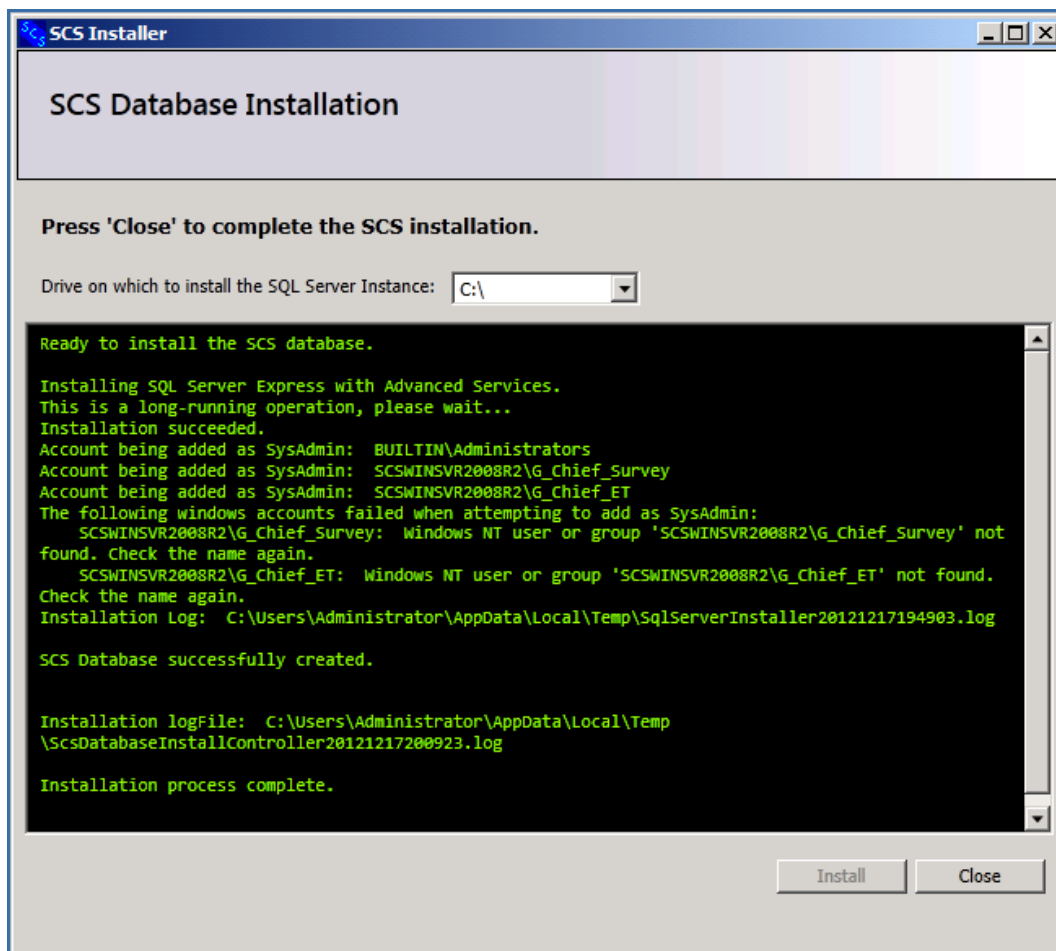 SCS SCS Installer
SCS Database Installation
Press 'Close' to complete the SCS installation.
Drive on which to install the SQL Server Instance: C:\
Ready to install the SCS database.
Installing SQL Server Express with Advanced Services.
This is a long-running operation, please wait...
Installation succeeded.
Account being added as SysAdmin:  BUILTIN\Administrators
Account being added as SysAdmin:  SCSWINSVR2008R2\G_Chief_Survey
Account being added as SysAdmin:  SCSWINSVR2008R2\G_Chief_ET
The following windows accounts failed when attempting to add as SysAdmin:
SCSWINSVR2008R2\G_Chief_Survey:  Windows NT user or group 'SCSWINSVR2008R2\G_Chief_Survey' not
found. Check the name again.
SCSWINSVR2008R2\G_Chief_ET:  Windows NT user or group 'SCSWINSVR2008R2\G_Chief_ET' not found.
Check the name again.
Installation Log:  C:\Users\Administrator\AppData\Local\Temp\SqlServerInstaller20121217194903.log
SCS Database successfully created.
Installation logFile:  C:\Users\Administrator\AppData\Local\Temp
\ScsDatabaseInstallController20121217200923.log
Installation process complete.
Install Close